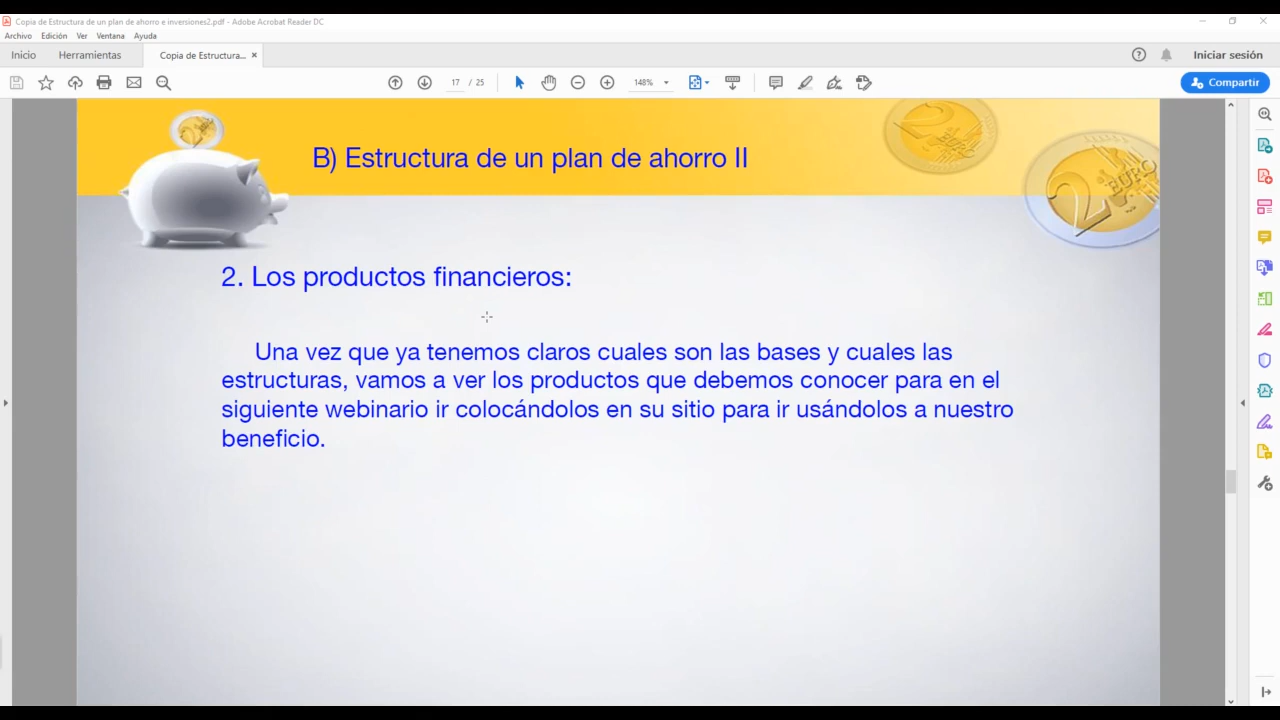 Copia de Estructura de un plan de ahorro e inversiones2.pdf - Adobe Acrobat Reader DC
Archivo Edición Ver Ventana Ayuda
Inicio Herramientas Copia de Estructura... × Iniciar sesión
17 / 25 148% Compartir
B) Estructura de un plan de ahorro II
2 EURO
2. Los productos financieros:
Una vez que ya tenemos claros cuales son las bases y cuales las
estructuras, vamos a ver los productos que debemos conocer para en el
siguiente webinario ir colocándolos en su sitio para ir usándolos a nuestro
beneficio.